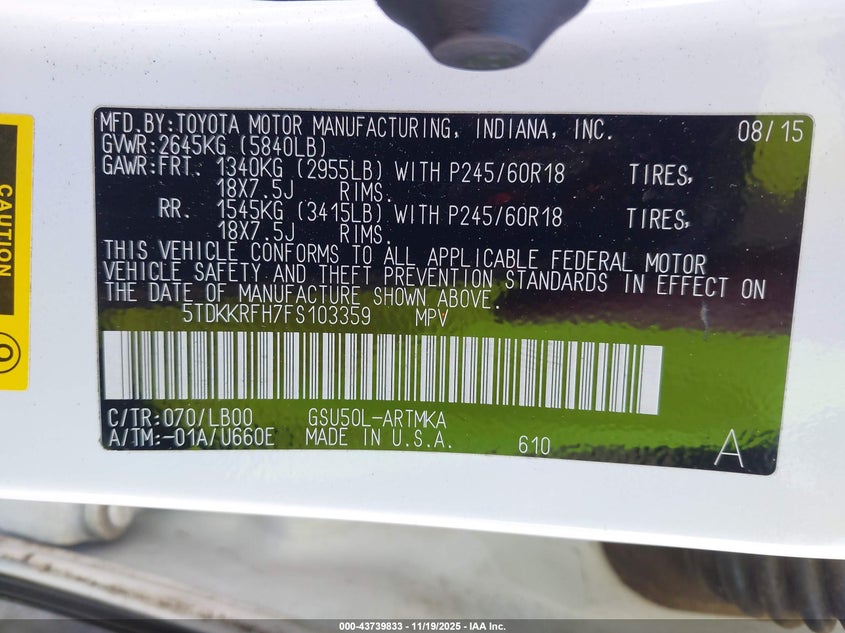 MFD.BY:TOYOTA MOTOR MANUFACTURING, INDIANA, INC. 08/15
GVWR:2645KG (5840LB)
GAWR:FRT. 1340KG (2955LB) WITH P245/60R18 TIRES,
18X7.5J RIMS.
RR. 1545KG (3415LB) WITH P245/60R18 TIRES,
18X7.5J RIMS.
THIS VEHICLE CONFORMS TO ALL APPLICABLE FEDERAL MOTOR
VEHICLE SAFETY AND THEFT PREVENTION STANDARDS IN EFFECT ON
THE DATE OF MANUFACTURE SHOWN ABOVE.
5TDKKRFH7FS103359 MPV
C/TR:070/LB00 GSU50L-ARTMKA
A/TM:-01A/U660E MADE IN U.S.A. 610 A
CAUTION
000-43739833 - 11/19/2025 - IAA Inc.